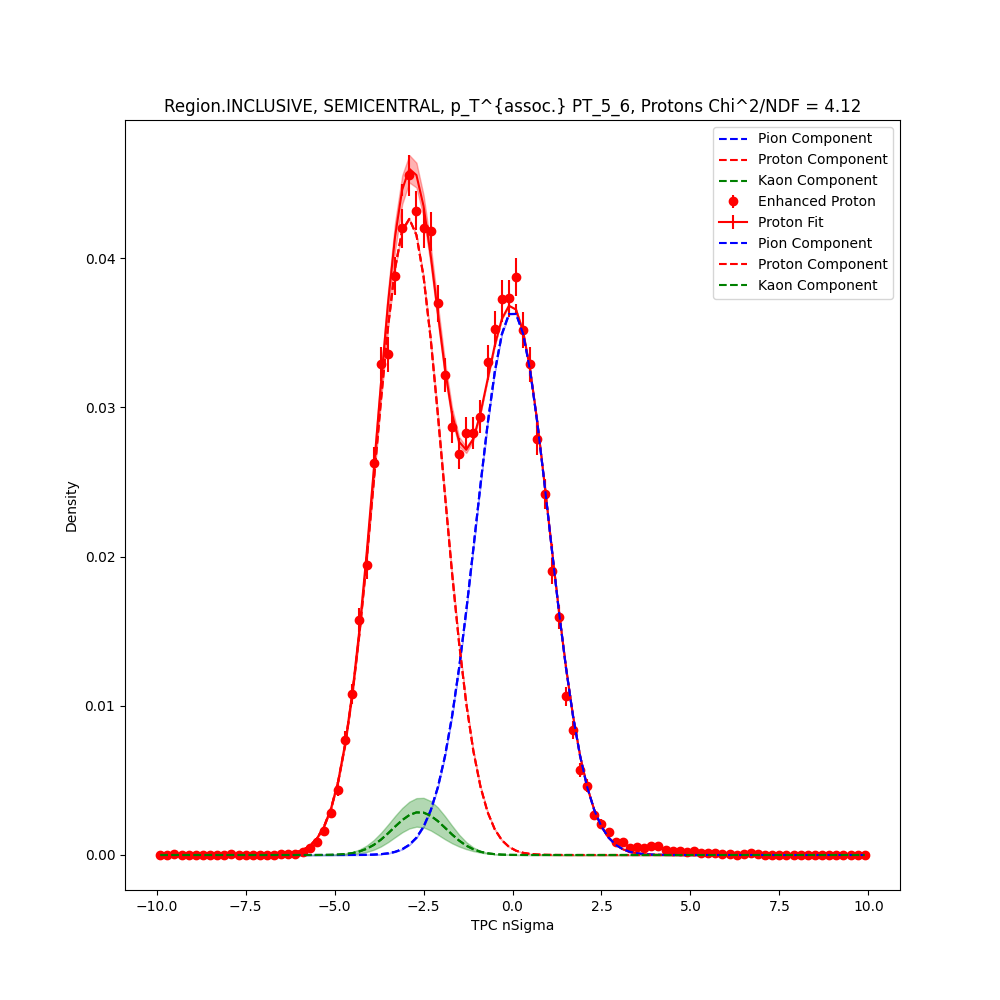 Region.INCLUSIVE, SEMICENTRAL, p_T^{assoc.} PT_5_6, Protons Chi^2/NDF = 4.12
Pion Component
Proton Component
Kaon Component
Enhanced Proton
Proton Fit
Pion Component
Proton Component
Kaon Component
0.04
0.03
0.02
0.01
0.00
Density
−10.0 −7.5 −5.0 −2.5 0.0 2.5 5.0 7.5 10.0
TPC nSigma